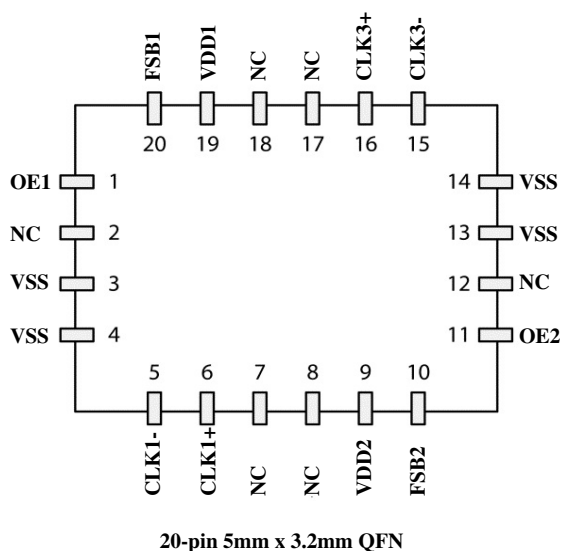 FSB1 VDD1 NC NC CLK3+ CLK3-
20 19 18 17 16 15
OE1 1 14 VSS
NC 2 13 VSS
VSS 3 12 NC
VSS 4 11 OE2
5 6 7 8 9 10
CLK1- CLK1+ NC NC VDD2 FSB2
20-pin 5mm x 3.2mm QFN